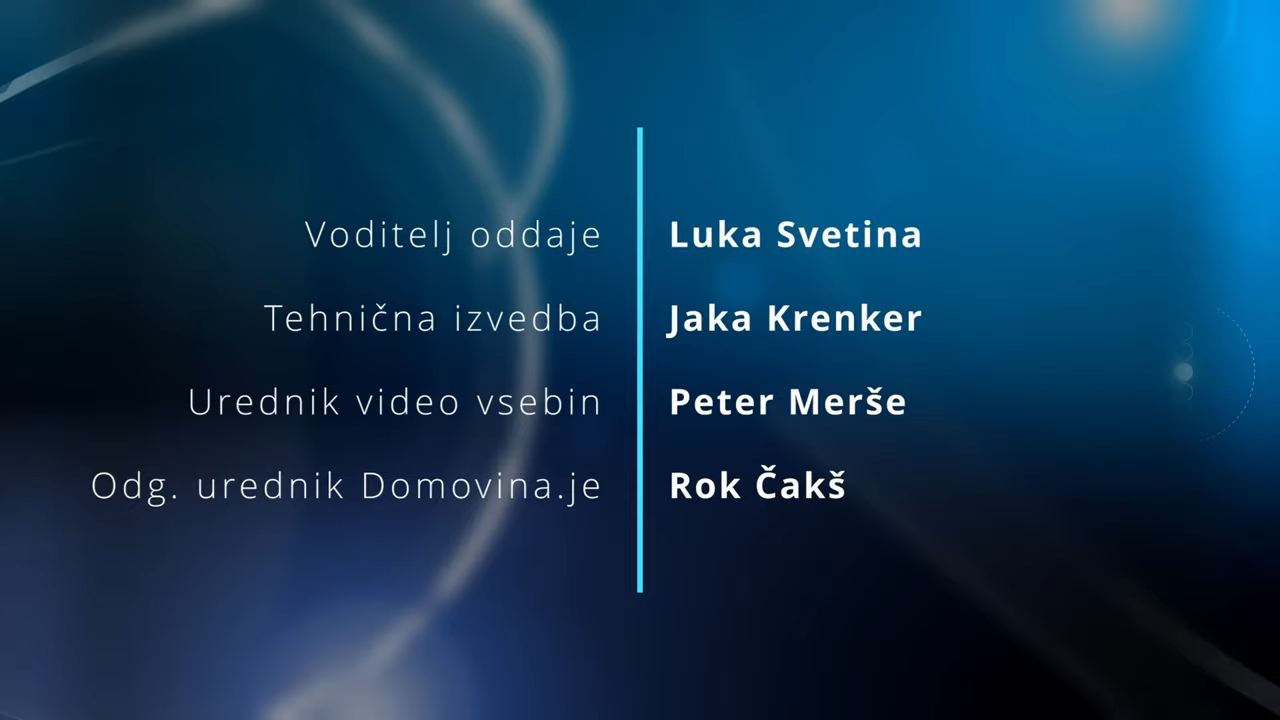 Voditelj oddaje Luka Svetina
Tehnična izvedba Jaka Krenker
Urednik video vsebin Peter Merše
Odg. urednik Domovina.je Rok Čakš